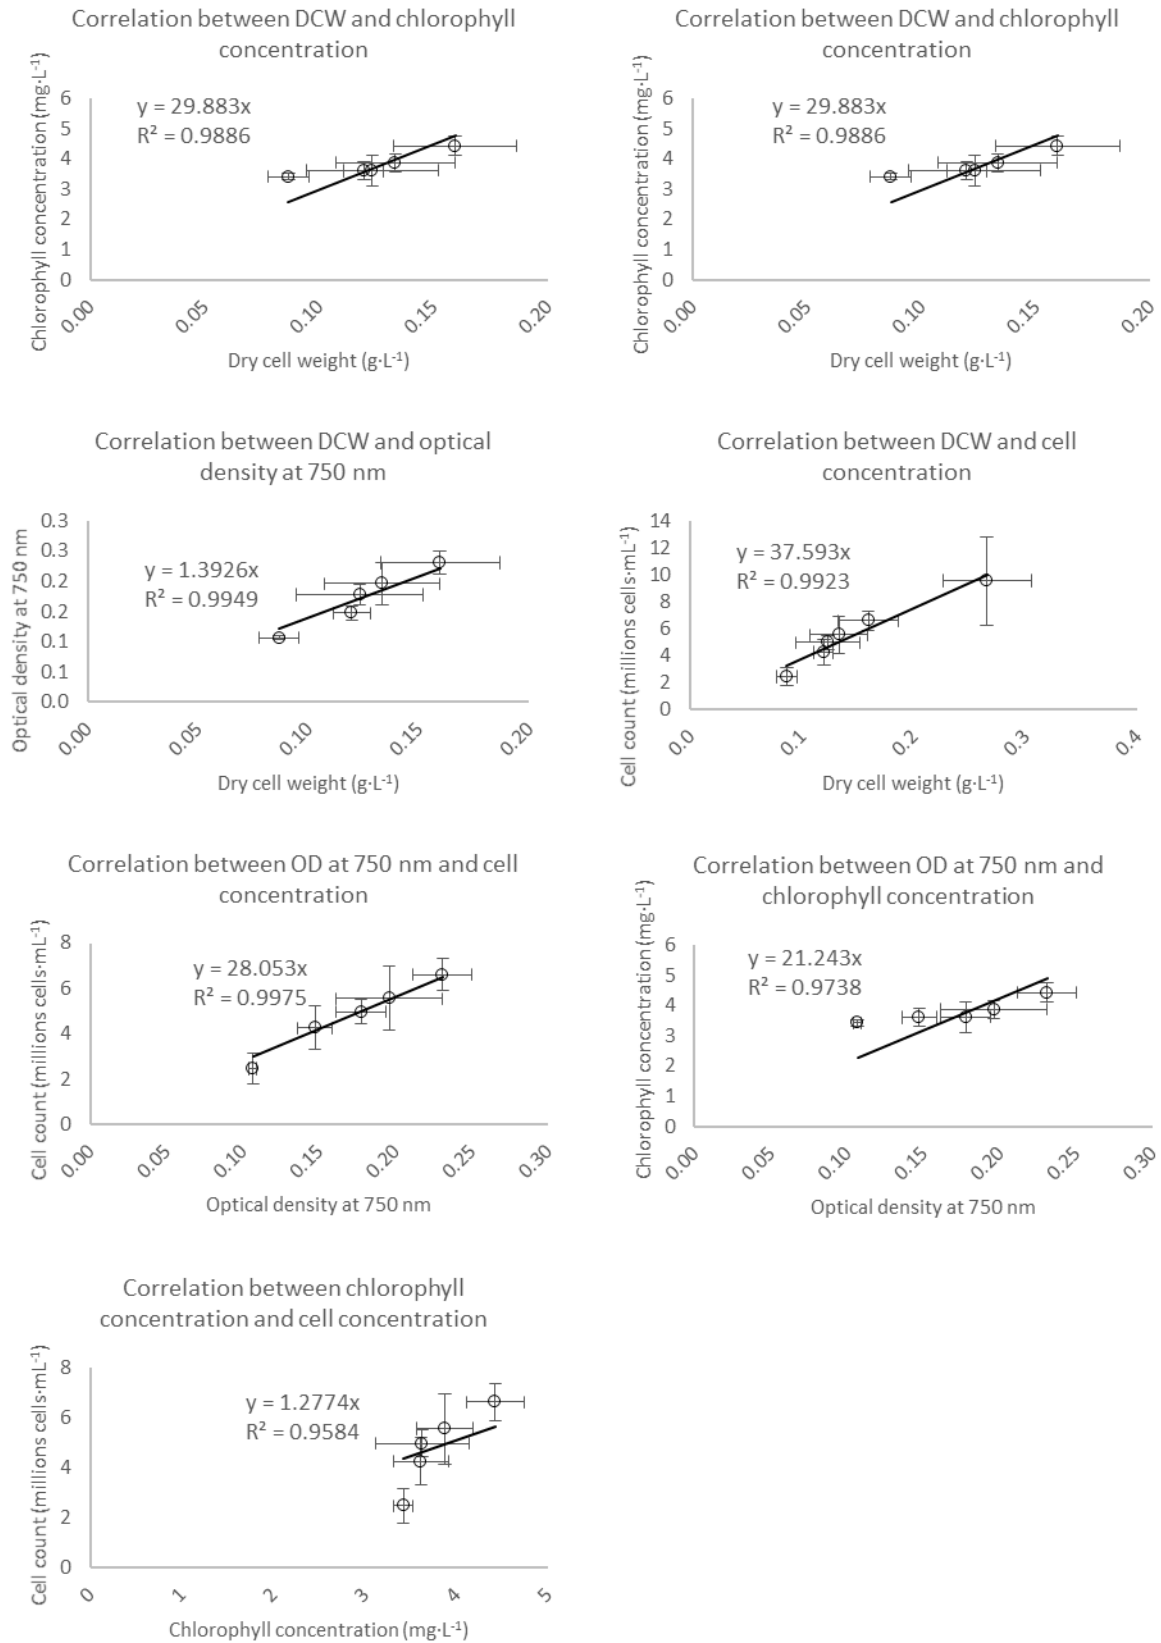 Correlation between DCW and chlorophyll
concentration
Chlorophyll concentration (mg·L⁻¹)
6
5
4
3
2
1
0
y = 29.883x
R² = 0.9886
0.00
0.05
0.10
0.15
0.20
Dry cell weight (g·L⁻¹)
Correlation between DCW and chlorophyll
concentration
Chlorophyll concentration (mg·L⁻¹)
6
5
4
3
2
1
0
y = 29.883x
R² = 0.9886
0.00
0.05
0.10
0.15
0.20
Dry cell weight (g·L⁻¹)
Correlation between DCW and optical
density at 750 nm
Optical density at 750 nm
0.3
0.3
0.2
0.2
0.1
0.1
0.0
y = 1.3926x
R² = 0.9949
0.00
0.05
0.10
0.15
0.20
Dry cell weight (g·L⁻¹)
Correlation between DCW and cell
concentration
Cell count (millions cells·mL⁻¹)
14
12
10
8
6
4
2
0
y = 37.593x
R² = 0.9923
0.0
0.1
0.2
0.3
0.4
Dry cell weight (g·L⁻¹)
Correlation between OD at 750 nm and cell
concentration
Cell count (millions cells·mL⁻¹)
8
6
4
2
0
y = 28.053x
R² = 0.9975
0.00
0.05
0.10
0.15
0.20
0.25
0.30
Optical density at 750 nm
Correlation between OD at 750 nm and
chlorophyll concentration
Chlorophyll concentration (mg·L⁻¹)
6
5
4
3
2
1
0
y = 21.243x
R² = 0.9738
0.00
0.05
0.10
0.15
0.20
0.25
0.30
Optical density at 750 nm
Correlation between chlorophyll
concentration and cell concentration
Cell count (millions cells·mL⁻¹)
8
6
4
2
0
y = 1.2774x
R² = 0.9584
0
1
2
3
4
5
Chlorophyll concentration (mg·L⁻¹)